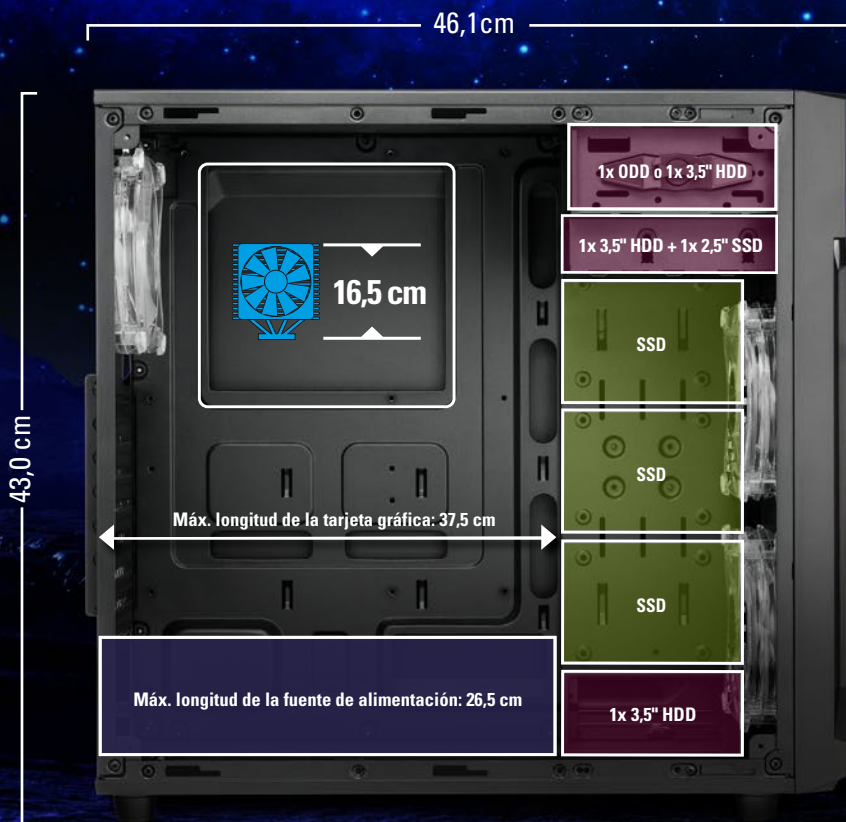 46,1cm
1x ODD o 1x 3,5" HDD
1x 3,5" HDD + 1x 2,5" SSD
16,5 cm
SSD
43,0 cm
SSD
Máx. longitud de la tarjeta gráfica: 37,5 cm
SSD
Máx. longitud de la fuente de alimentación: 26,5 cm
1x 3,5" HDD